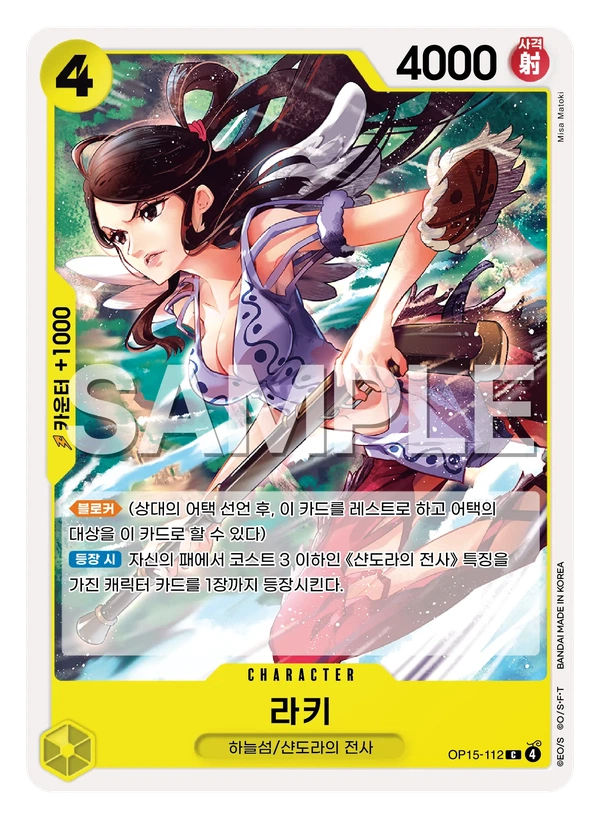 4
4000
사격
射
Misa Matoki
카운터 +1000
SAMPLE
블로커 (상대의 어택 선언 후, 이 카드를 레스트로 하고 어택의
대상을 이 카드로 할 수 있다)
등장 시 자신의 패에서 코스트 3 이하인 《샨도라의 전사》 특징을
가진 캐릭터 카드를 1장까지 등장시킨다.
CHARACTER
라키
하늘섬/샨도라의 전사
OP15-112 C 4
©EO/S ©O/S·F·T BANDAI MADE IN KOREA